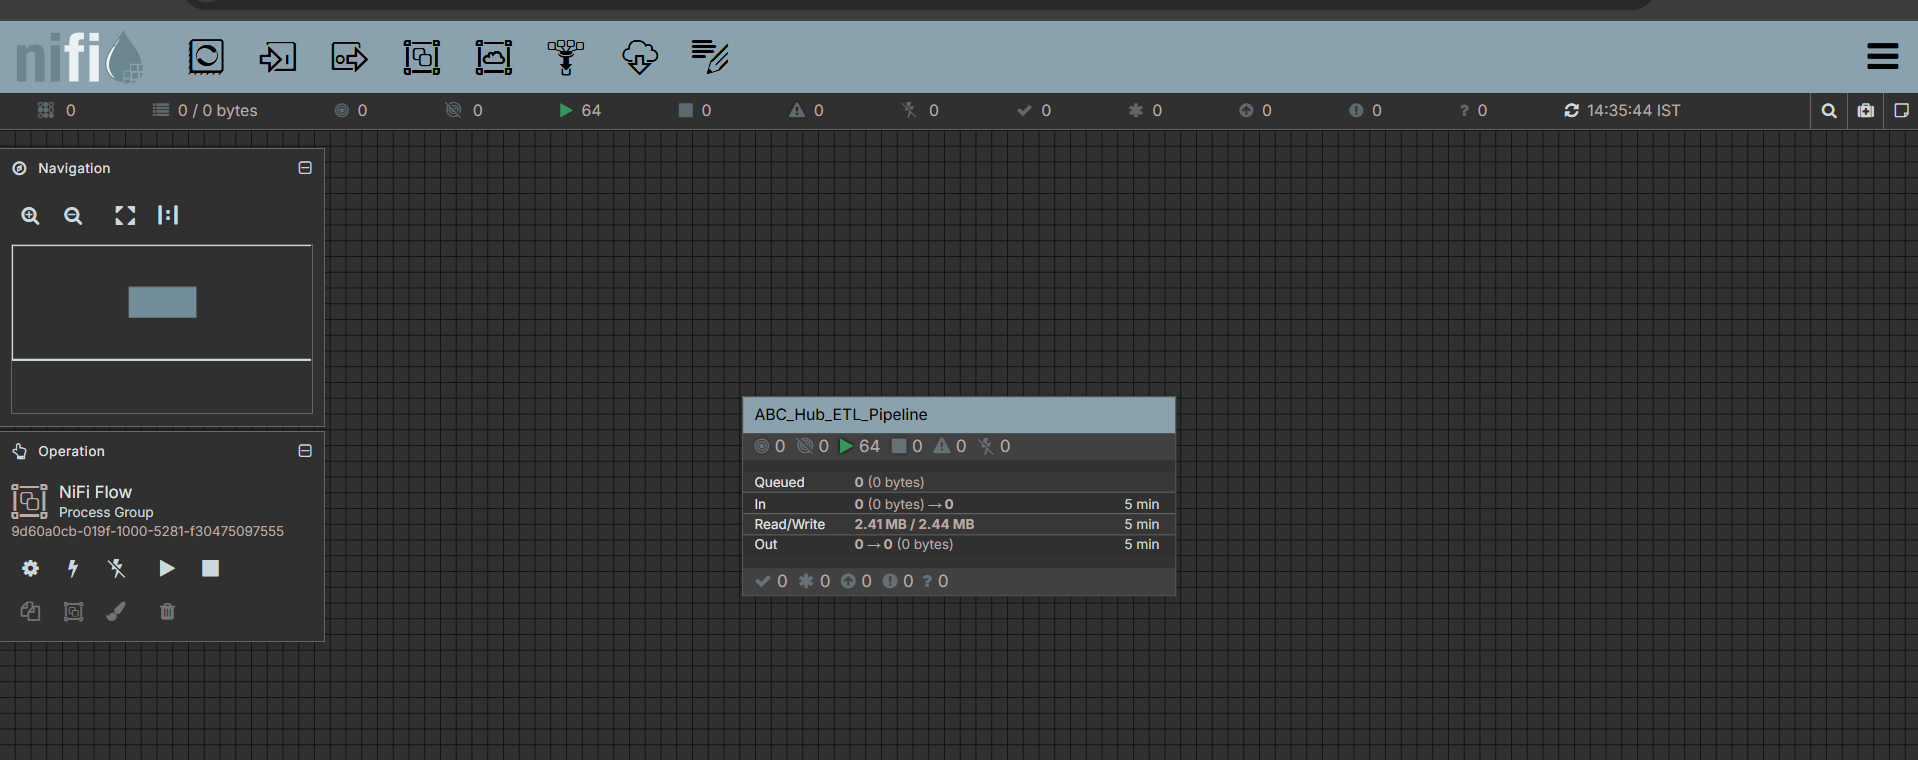 nifi
0 0 / 0 bytes 0 0 64 0 0 0 0 0 0 0 ? 0 14:35:44 IST
Navigation
Operation
NiFi Flow
Process Group
9d60a0cb-019f-1000-5281-f30475097555
ABC_Hub_ETL_Pipeline
0 0 64 0 0 0
Queued 0 (0 bytes)
In 0 (0 bytes) → 0 5 min
Read/Write 2.41 MB / 2.44 MB 5 min
Out 0 → 0 (0 bytes) 5 min
0 0 0 0 ? 0